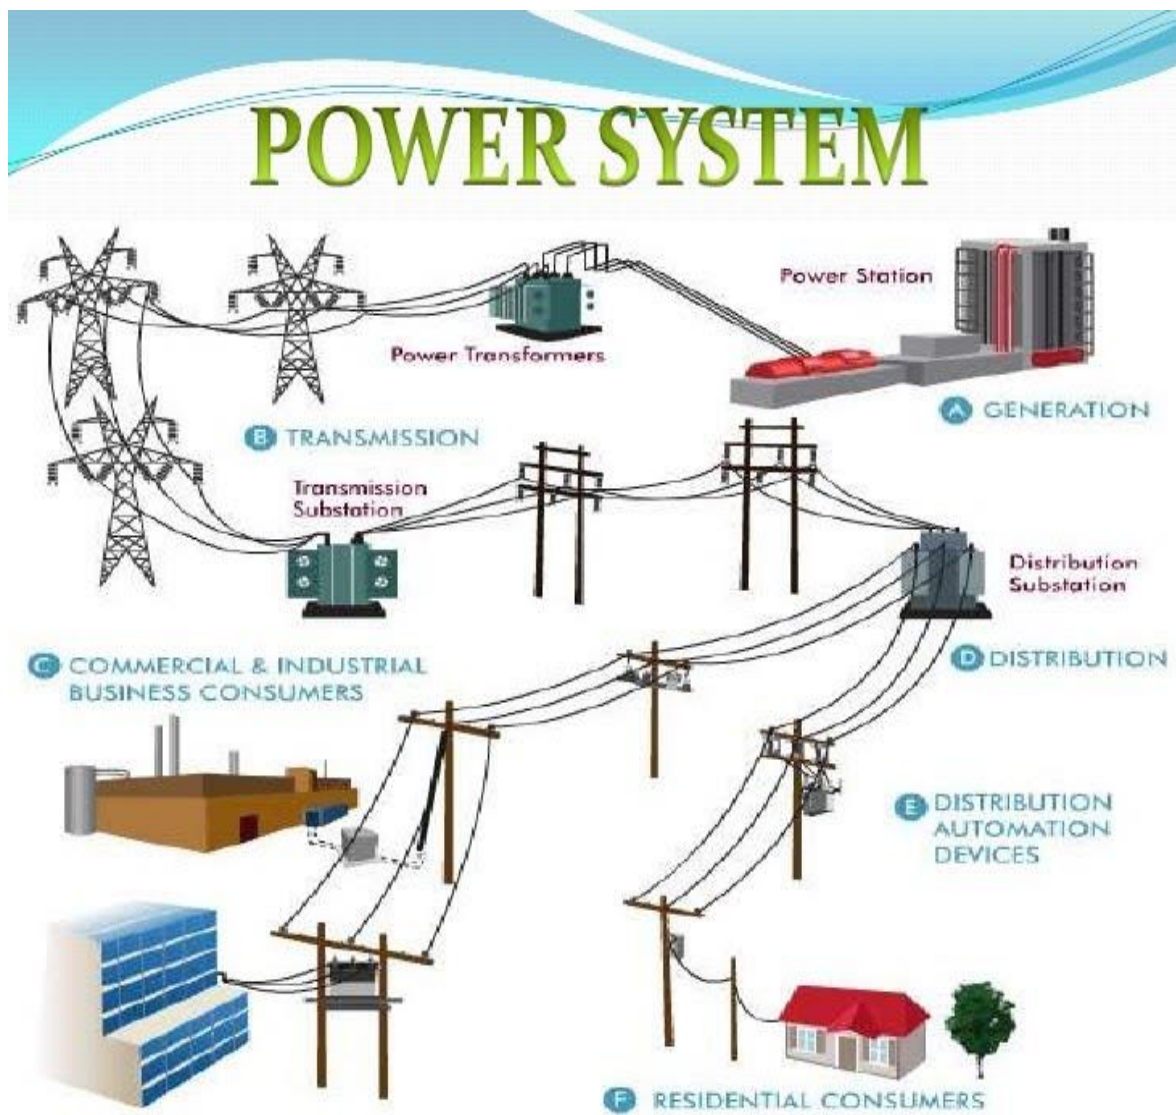 POWER SYSTEM
Power Station
Power Transformers
A GENERATION
B TRANSMISSION
Transmission
Substation
Distribution
Substation
C COMMERCIAL & INDUSTRIAL
BUSINESS CONSUMERS
D DISTRIBUTION
E DISTRIBUTION
AUTOMATION
DEVICES
F RESIDENTIAL CONSUMERS